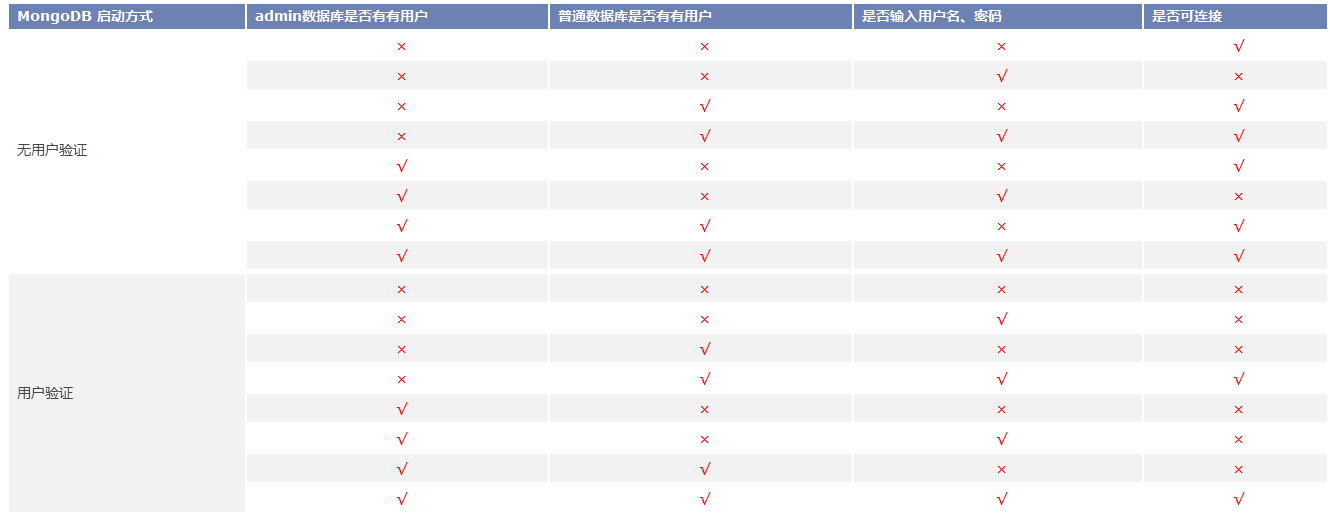 MongoDB 启动方式 admin数据库是否有有用户 普通数据库是否有有用户 是否输入用户名、密码 是否可连接
× × × √
× × √ ×
× √ × √
× √ √ √
无用户验证
√ × × √
√ × √ ×
√ √ × √
√ √ √ √
× × × ×
× × √ ×
× √ × ×
× √ √ √
用户验证
√ × × ×
√ × √ ×
√ √ × ×
√ √ √ √